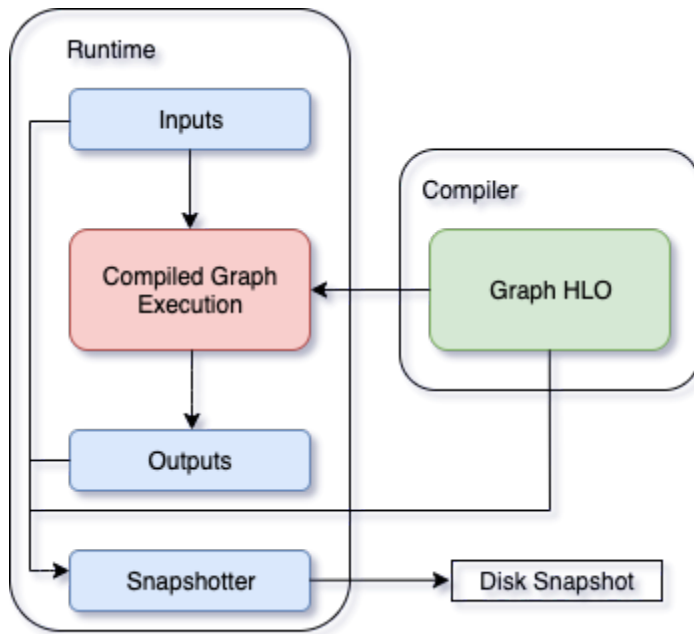 Runtime
Inputs
Compiler
Compiled Graph
Execution
Graph HLO
Outputs
Snapshotter
Disk Snapshot